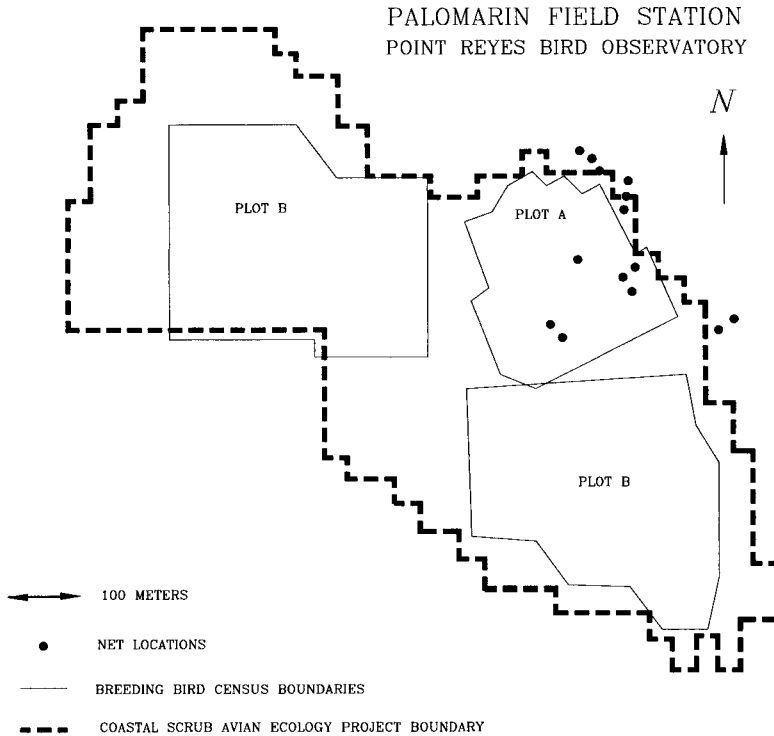 PALOMARIN FIELD STATION
POINT REYES BIRD OBSERVATORY
N
PLOT B
PLOT A
PLOT B
100 METERS
NET LOCATIONS
BREEDING BIRD CENSUS BOUNDARIES
COASTAL SCRUB AVIAN ECOLOGY PROJECT BOUNDARY